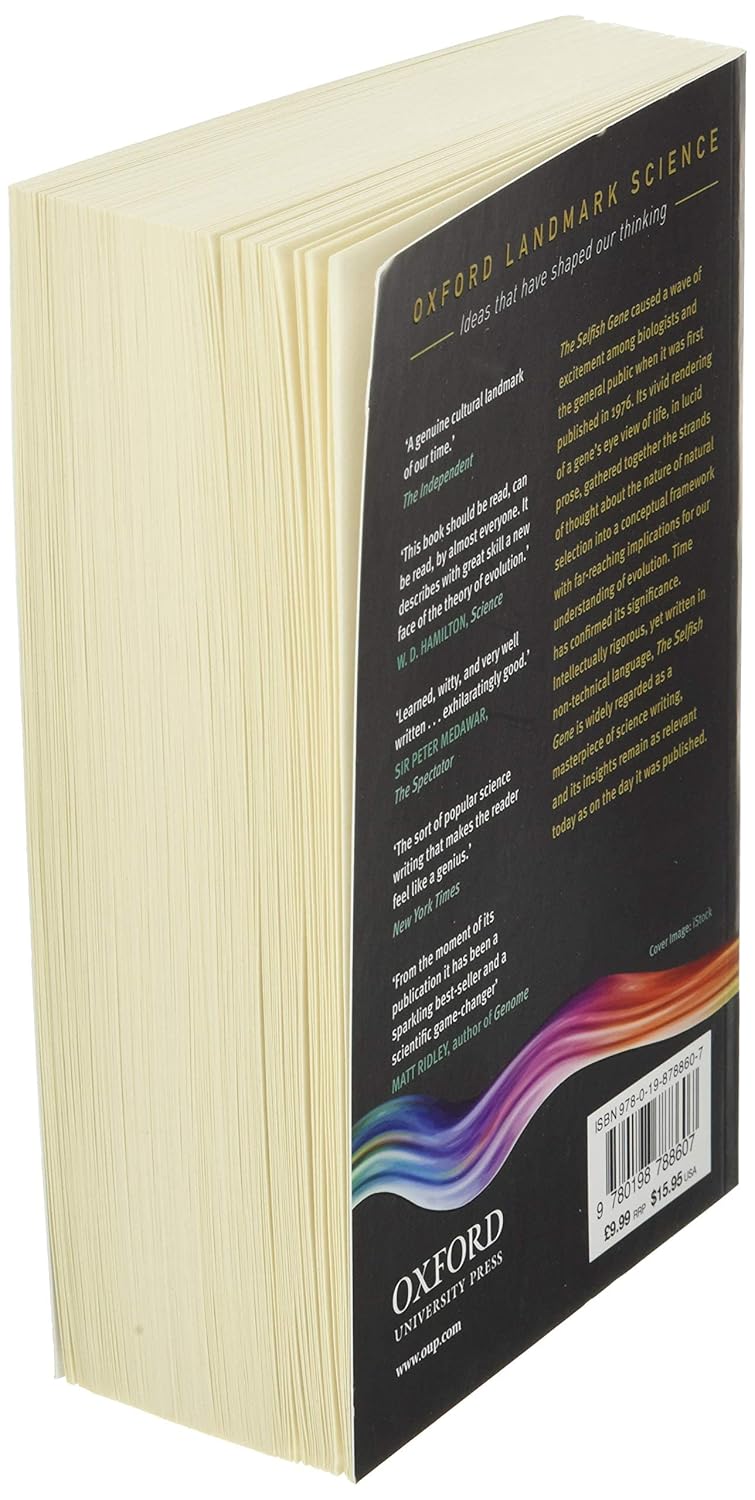 OXFORD LANDMARK SCIENCE
Ideas that have shaped our thinking
'A genuine cultural landmark
of our time.'
The Independent
'This book should be read, can
be read, by almost everyone. It
describes with great skill a new
face of the theory of evolution.'
W. D. HAMILTON, Science
'Learned, witty, and very well
written . . . exhilaratingly good.'
SIR PETER MEDAWAR,
The Spectator
'The sort of popular science
writing that makes the reader
feel like a genius.'
New York Times
'From the moment of its
publication it has been a
sparkling best-seller and a
scientific game-changer'
MATT RIDLEY, author of Genome
The Selfish Gene caused a wave of
excitement among biologists and
the general public when it was first
published in 1976. Its vivid rendering
of a gene's eye view of life, in lucid
prose, gathered together the strands
of thought about the nature of natural
selection into a conceptual framework
with far-reaching implications for our
understanding of evolution. Time
has confirmed its significance.
Intellectually rigorous, yet written in
non-technical language, The Selfish
Gene is widely regarded as a
masterpiece of science writing,
and its insights remain as relevant
today as on the day it was published.
Cover Image: iStock
ISBN 978-0-19-878860-7
9 780198 788607
£9.99 RRP $15.95 USA
OXFORD
UNIVERSITY PRESS
www.oup.com